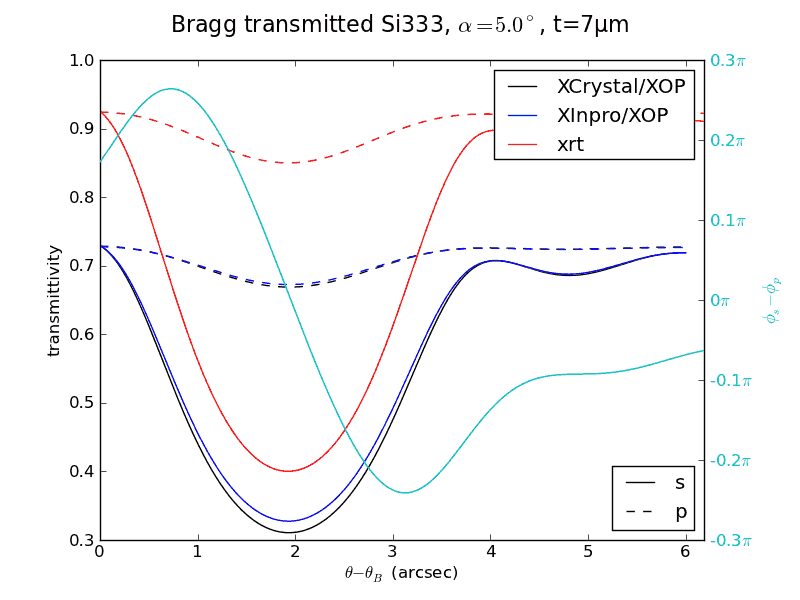 Bragg transmitted Si333, α=5.0°, t=7μm
transmittivity
1.0
0.9
0.8
0.7
0.6
0.5
0.4
0.3
XCrystal/XOP
XInpro/XOP
xrt
s
p
0.3π
0.2π
0.1π
0π
-0.1π
-0.2π
-0.3π
ϕs−ϕp
0 1 2 3 4 5 6
θ−θB (arcsec)